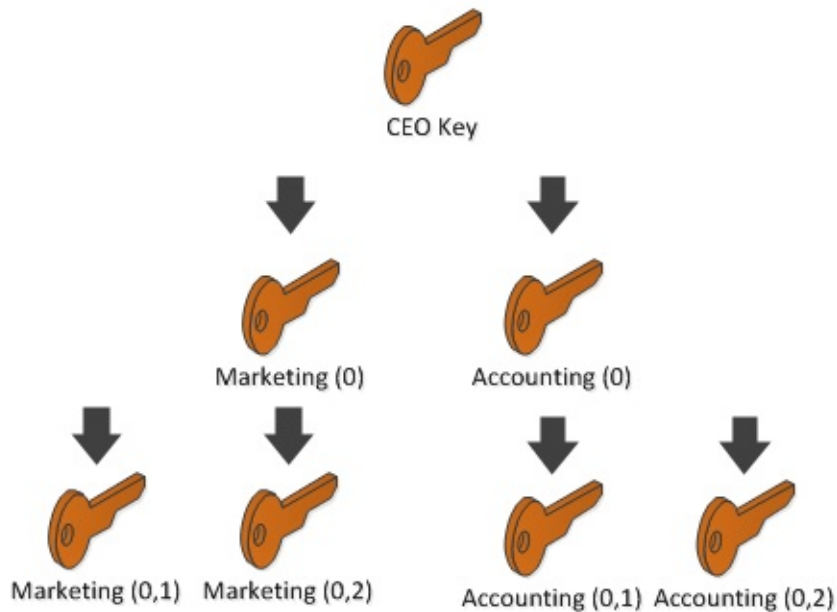 CEO Key
Marketing (0)
Accounting (0)
Marketing (0,1)
Marketing (0,2)
Accounting (0,1)
Accounting (0,2)